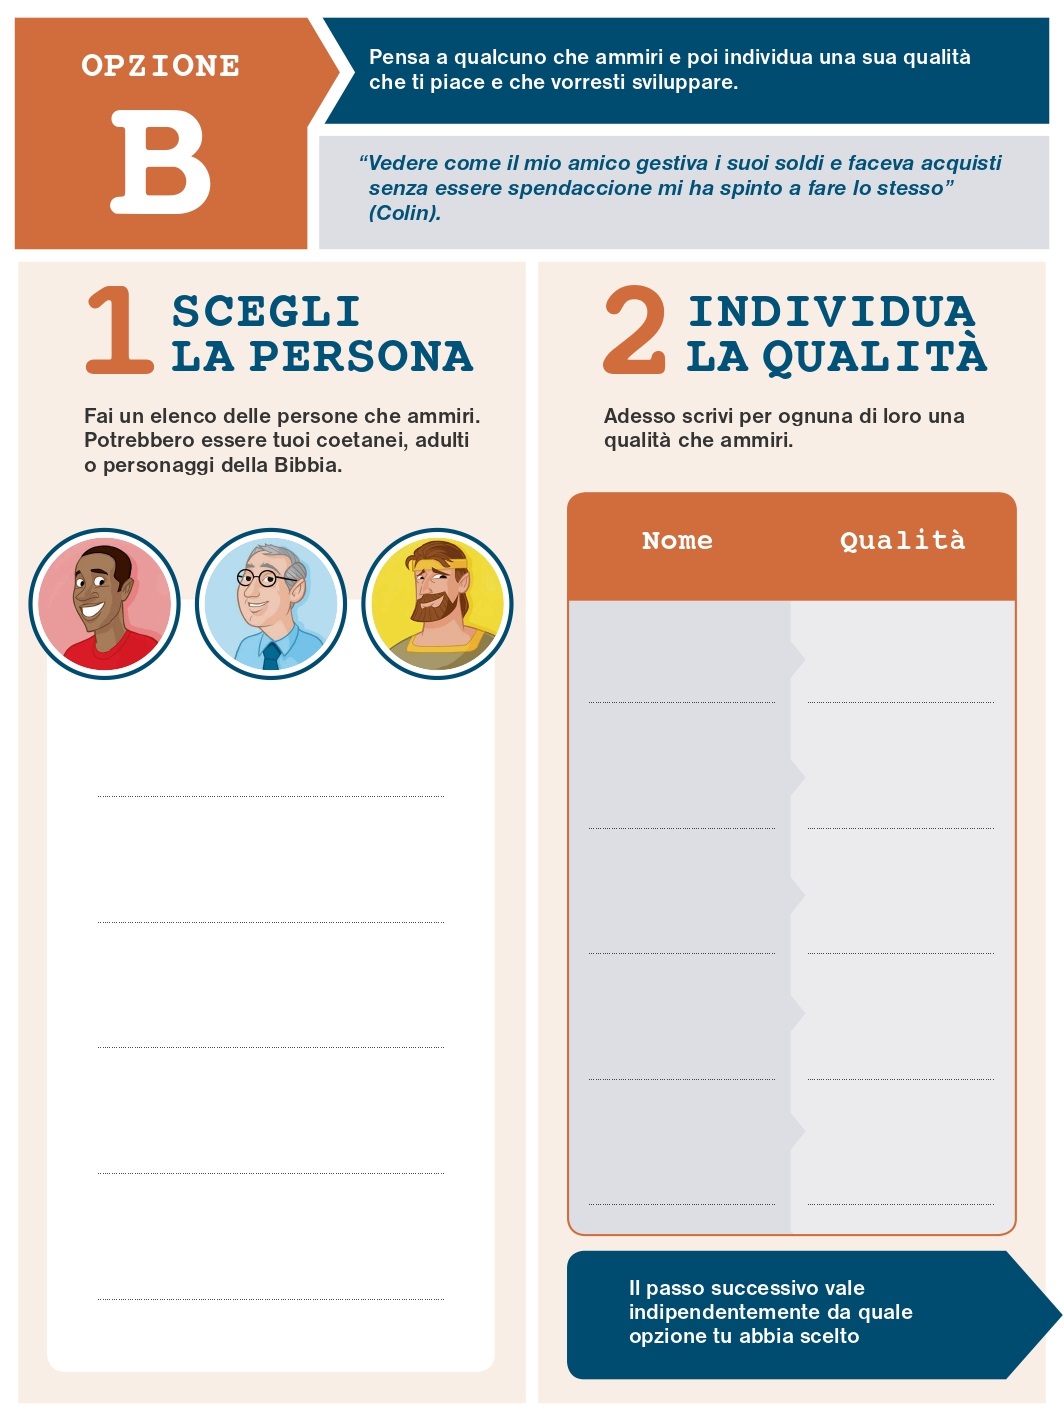 OPZIONE
B
Pensa a qualcuno che ammiri e poi individua una sua qualità
che ti piace e che vorresti sviluppare.
“Vedere come il mio amico gestiva i suoi soldi e faceva acquisti
senza essere spendaccione mi ha spinto a fare lo stesso”
(Colin).
1 SCEGLI
LA PERSONA
Fai un elenco delle persone che ammiri.
Potrebbero essere tuoi coetanei, adulti
o personaggi della Bibbia.
2 INDIVIDUA
LA QUALITÀ
Adesso scrivi per ognuna di loro una
qualità che ammiri.
Nome Qualità
Il passo successivo vale
indipendentemente da quale
opzione tu abbia scelto